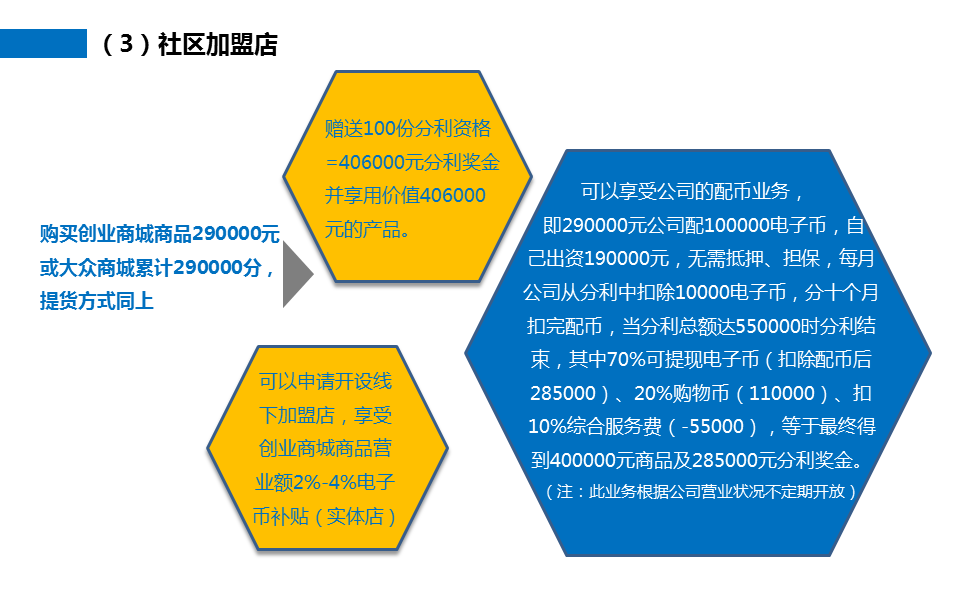 （3）社区加盟店
赠送100份分利资格
=406000元分利奖金
并享用价值406000
元的产品。
购买创业商城商品290000元
或大众商城累计290000分，
提货方式同上
可以享受公司的配币业务，
即290000元公司配100000电子币，自
己出资190000元，无需抵押、担保，每月
公司从分利中扣除10000电子币，分十个月
扣完配币，当分利总额达550000时分利结
束，其中70%可提现电子币（扣除配币后
285000）、20%购物币（110000）、扣
10%综合服务费（-55000），等于最终得
到400000元商品及285000元分利奖金。
（注：此业务根据公司营业状况不定期开放）
可以申请开设线
下加盟店，享受
创业商城商品营
业额2%-4%电子
币补贴（实体店）